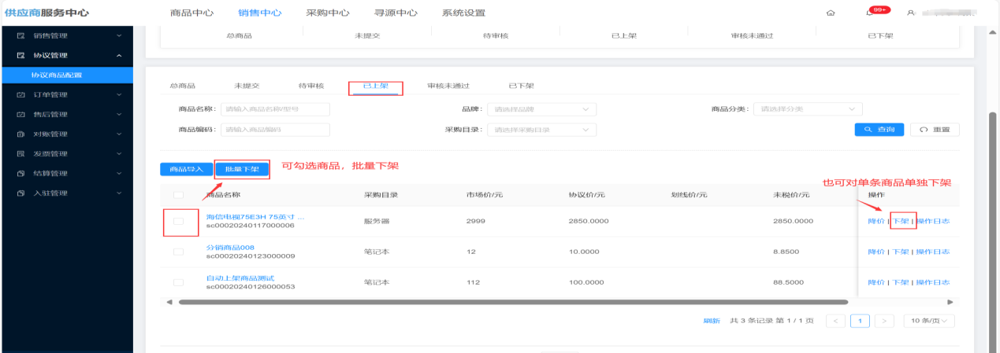 供应商服务中心 商品中心 销售中心 采购中心 寻源中心 系统设置 99+
销售管理
协议管理
协议商品配置
订单管理
售后管理
对账管理
发票管理
结算管理
入驻管理
总商品 未提交 待审核 已上架 审核未通过 已下架
总商品 未提交 待审核 已上架 审核未通过 已下架
商品名称: 请输入商品名称/型号 品牌: 请选择品牌 商品分类: 请选择分类
商品编码: 请输入商品编码 采购目录: 请选择采购目录 查询 重置
商品导入 批量下架 可勾选商品，批量下架
也可对单条商品单独下架
商品名称 采购目录 市场价/元 协议价/元 划线价/元 未税价/元 操作
海信电视75E3H 75英寸 ... 服务器 2999 2850.0000 2850.0000 降价 | 下架 | 操作日志
sc00020240117000006
分销商品008 笔记本 12 10.0000 8.8500 降价 | 下架 | 操作日志
sc00020240123000009
自动上架商品测试 笔记本 112 100.0000 88.5000 降价 | 下架 | 操作日志
sc00020240126000053
刷新 共 3 条记录 第 1 / 1 页 < 1 > 10 条/页